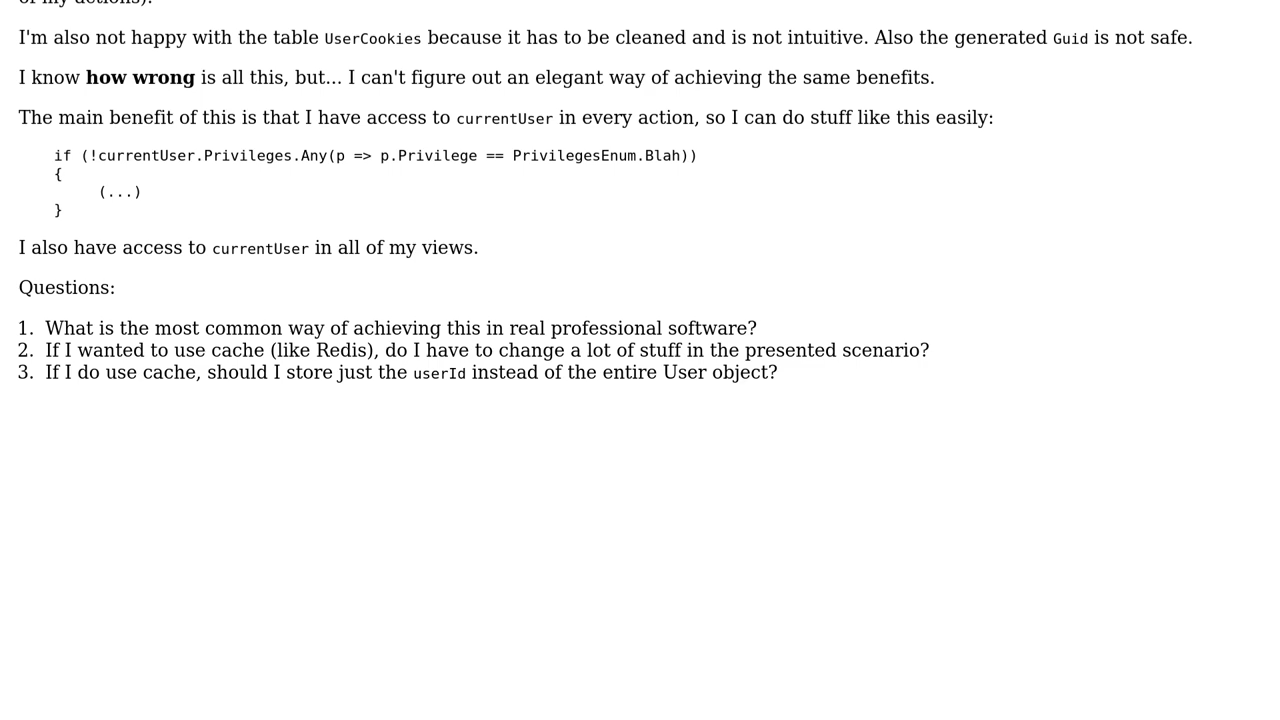 of my actions).
I'm also not happy with the table UserCookies because it has to be cleaned and is not intuitive. Also the generated Guid is not safe.
I know how wrong is all this, but... I can't figure out an elegant way of achieving the same benefits.
The main benefit of this is that I have access to currentUser in every action, so I can do stuff like this easily:
if (!currentUser.Privileges.Any(p => p.Privilege == PrivilegesEnum.Blah))
{
(...)
}
I also have access to currentUser in all of my views.
Questions:
1. What is the most common way of achieving this in real professional software?
2. If I wanted to use cache (like Redis), do I have to change a lot of stuff in the presented scenario?
3. If I do use cache, should I store just the userId instead of the entire User object?